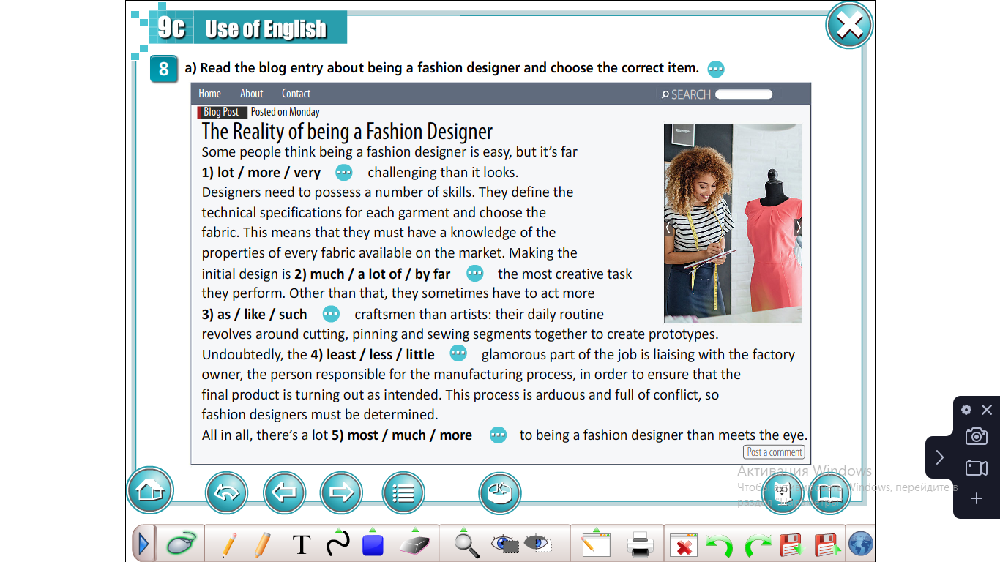 9c Use of English
8 a) Read the blog entry about being a fashion designer and choose the correct item.
Home About Contact SEARCH
Blog Post Posted on Monday
The Reality of being a Fashion Designer
Some people think being a fashion designer is easy, but it's far
1) lot / more / very challenging than it looks.
Designers need to possess a number of skills. They define the
technical specifications for each garment and choose the
fabric. This means that they must have a knowledge of the
properties of every fabric available on the market. Making the
initial design is 2) much / a lot of / by far the most creative task
they perform. Other than that, they sometimes have to act more
3) as / like / such craftsmen than artists: their daily routine
revolves around cutting, pinning and sewing segments together to create prototypes.
Undoubtedly, the 4) least / less / little glamorous part of the job is liaising with the factory
owner, the person responsible for the manufacturing process, in order to ensure that the
final product is turning out as intended. This process is arduous and full of conflict, so
fashion designers must be determined.
All in all, there's a lot 5) most / much / more to being a fashion designer than meets the eye.
Post a comment
Активация Windows
Чтобы Windows, перейдите в
раздел
T